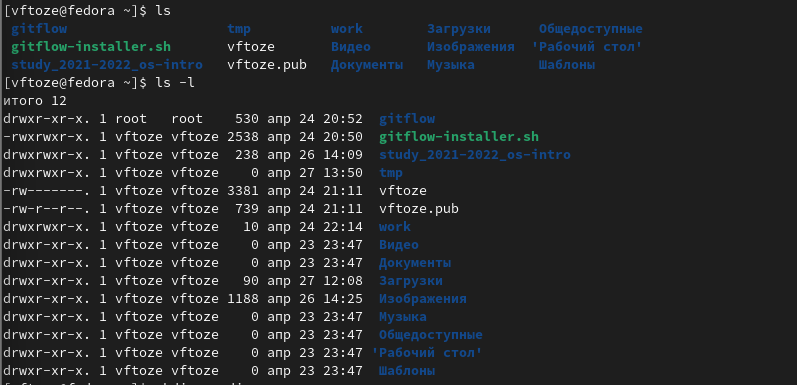 [vftoze@fedora ~]$ ls
gitflow tmp work Загрузки Общедоступные
gitflow-installer.sh vftoze Видео Изображения 'Рабочий стол'
study_2021-2022_os-intro vftoze.pub Документы Музыка Шаблоны
[vftoze@fedora ~]$ ls -l
итого 12
drwxr-xr-x. 1 root root 530 апр 24 20:52 gitflow
-rwxrwxr-x. 1 vftoze vftoze 2538 апр 24 20:50 gitflow-installer.sh
drwxrwxr-x. 1 vftoze vftoze 238 апр 26 14:09 study_2021-2022_os-intro
drwxrwxr-x. 1 vftoze vftoze 0 апр 27 13:50 tmp
-rw-------. 1 vftoze vftoze 3381 апр 24 21:11 vftoze
-rw-r--r--. 1 vftoze vftoze 739 апр 24 21:11 vftoze.pub
drwxrwxr-x. 1 vftoze vftoze 10 апр 24 22:14 work
drwxr-xr-x. 1 vftoze vftoze 0 апр 23 23:47 Видео
drwxr-xr-x. 1 vftoze vftoze 0 апр 23 23:47 Документы
drwxr-xr-x. 1 vftoze vftoze 90 апр 27 12:08 Загрузки
drwxr-xr-x. 1 vftoze vftoze 1188 апр 26 14:25 Изображения
drwxr-xr-x. 1 vftoze vftoze 0 апр 23 23:47 Музыка
drwxr-xr-x. 1 vftoze vftoze 0 апр 23 23:47 Общедоступные
drwxr-xr-x. 1 vftoze vftoze 0 апр 23 23:47 'Рабочий стол'
drwxr-xr-x. 1 vftoze vftoze 0 апр 23 23:47 Шаблоны